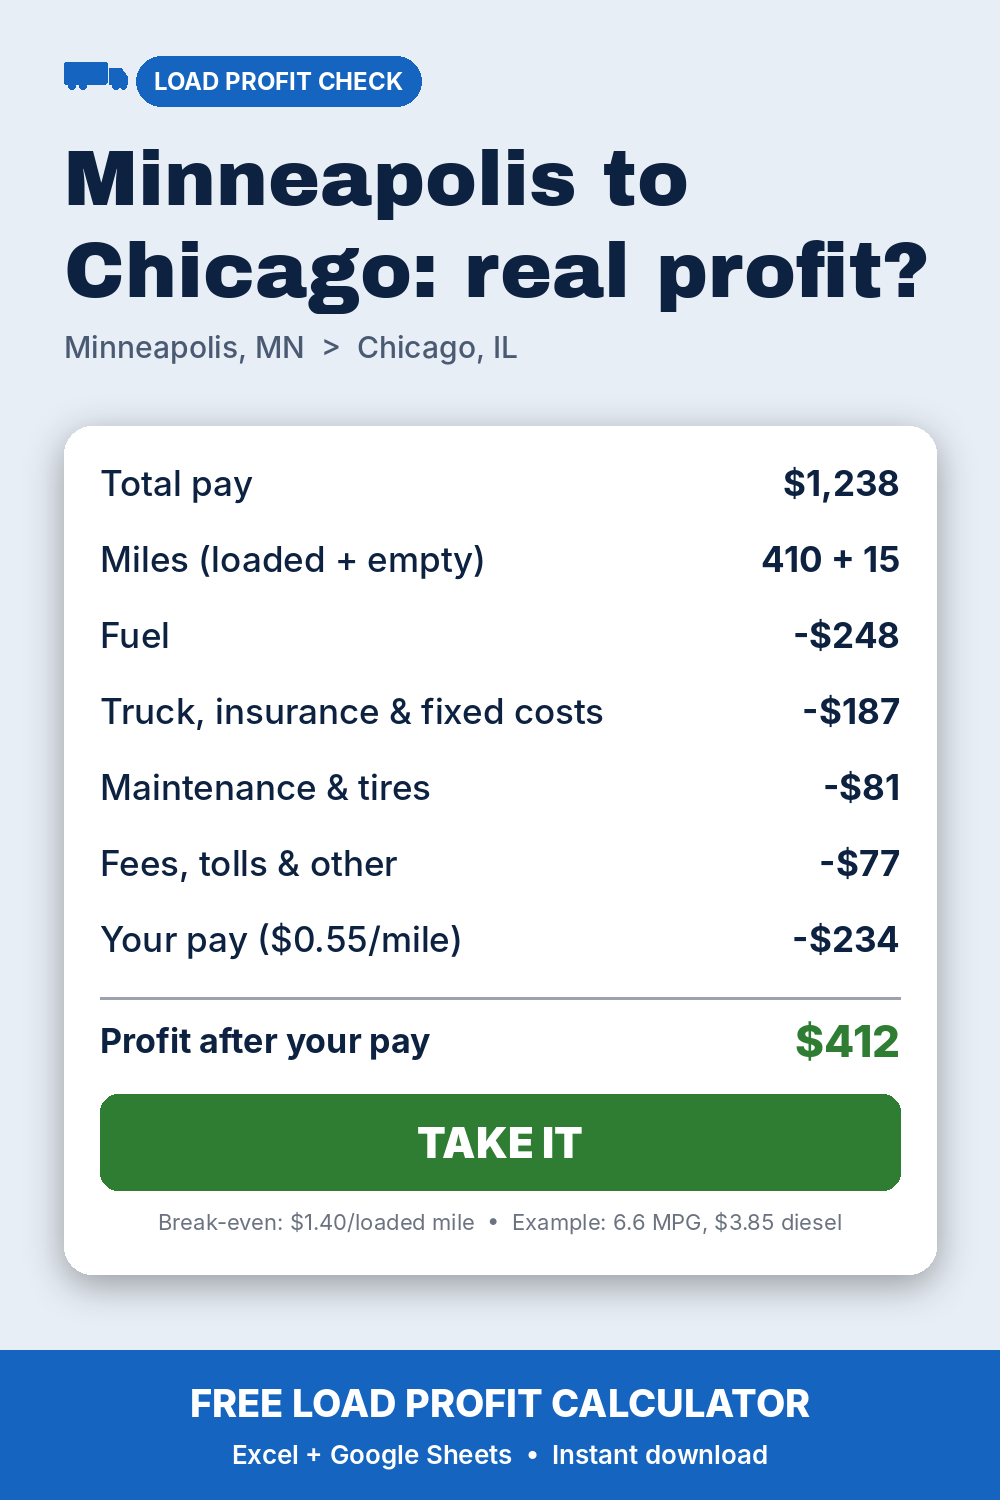 LOAD PROFIT CHECK
Minneapolis to
Chicago: real profit?
Minneapolis, MN > Chicago, IL
Total pay $1,238
Miles (loaded + empty) 410 + 15
Fuel -$248
Truck, insurance & fixed costs -$187
Maintenance & tires -$81
Fees, tolls & other -$77
Your pay ($0.55/mile) -$234
Profit after your pay $412
TAKE IT
Break-even: $1.40/loaded mile • Example: 6.6 MPG, $3.85 diesel
FREE LOAD PROFIT CALCULATOR
Excel + Google Sheets • Instant download